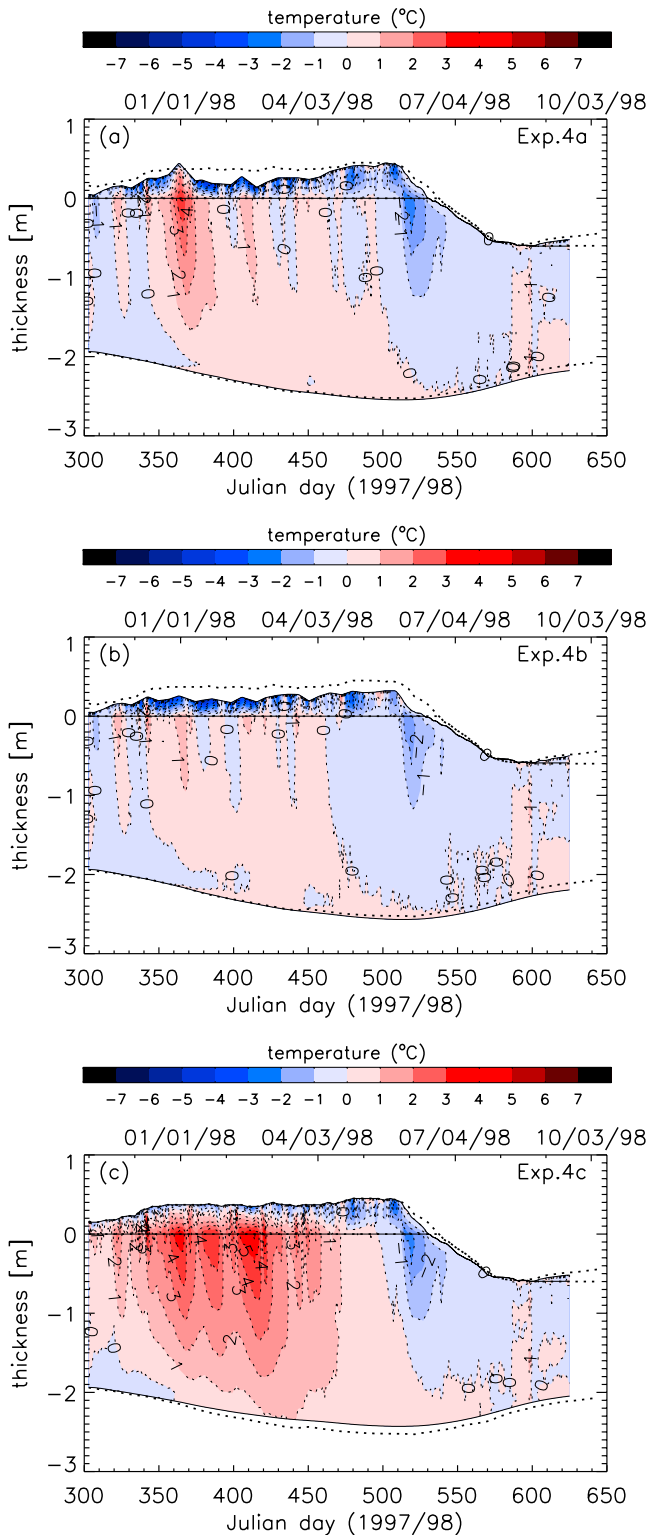 temperature (°C)
−7 −6 −5 −4 −3 −2 −1 0 1 2 3 4 5 6 7
01/01/98 04/03/98 07/04/98 10/03/98
(a) Exp.4a
thickness [m]
1
0
−1
−2
−3
300 350 400 450 500 550 600 650
Julian day (1997/98)
temperature (°C)
−7 −6 −5 −4 −3 −2 −1 0 1 2 3 4 5 6 7
01/01/98 04/03/98 07/04/98 10/03/98
(b) Exp.4b
thickness [m]
1
0
−1
−2
−3
300 350 400 450 500 550 600 650
Julian day (1997/98)
temperature (°C)
−7 −6 −5 −4 −3 −2 −1 0 1 2 3 4 5 6 7
01/01/98 04/03/98 07/04/98 10/03/98
(c) Exp.4c
thickness [m]
1
0
−1
−2
−3
300 350 400 450 500 550 600 650
Julian day (1997/98)